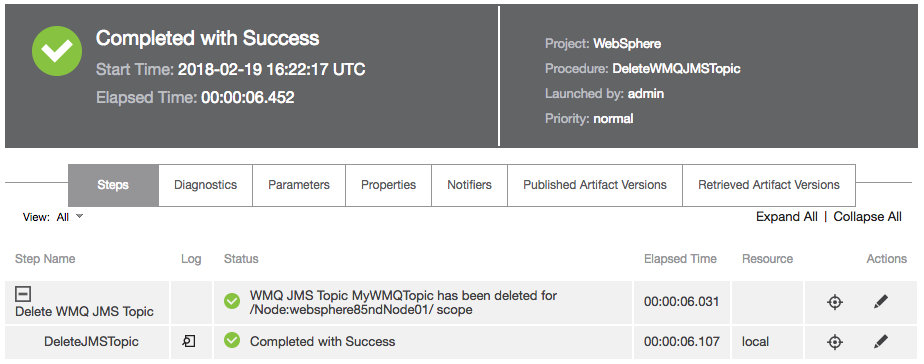 Completed with Success
Start Time: 2018-02-19 16:22:17 UTC
Elapsed Time: 00:00:06.452
Project: WebSphere
Procedure: DeleteWMQJMSTopic
Launched by: admin
Priority: normal
Steps Diagnostics Parameters Properties Notifiers Published Artifact Versions Retrieved Artifact Versions
View: All Expand All | Collapse All
Step Name Log Status Elapsed Time Resource Actions
Delete WMQ JMS Topic
WMQ JMS Topic MyWMQTopic has been deleted for
/Node:websphere85ndNode01/ scope
00:00:06.031
DeleteJMSTopic Completed with Success 00:00:06.107 local